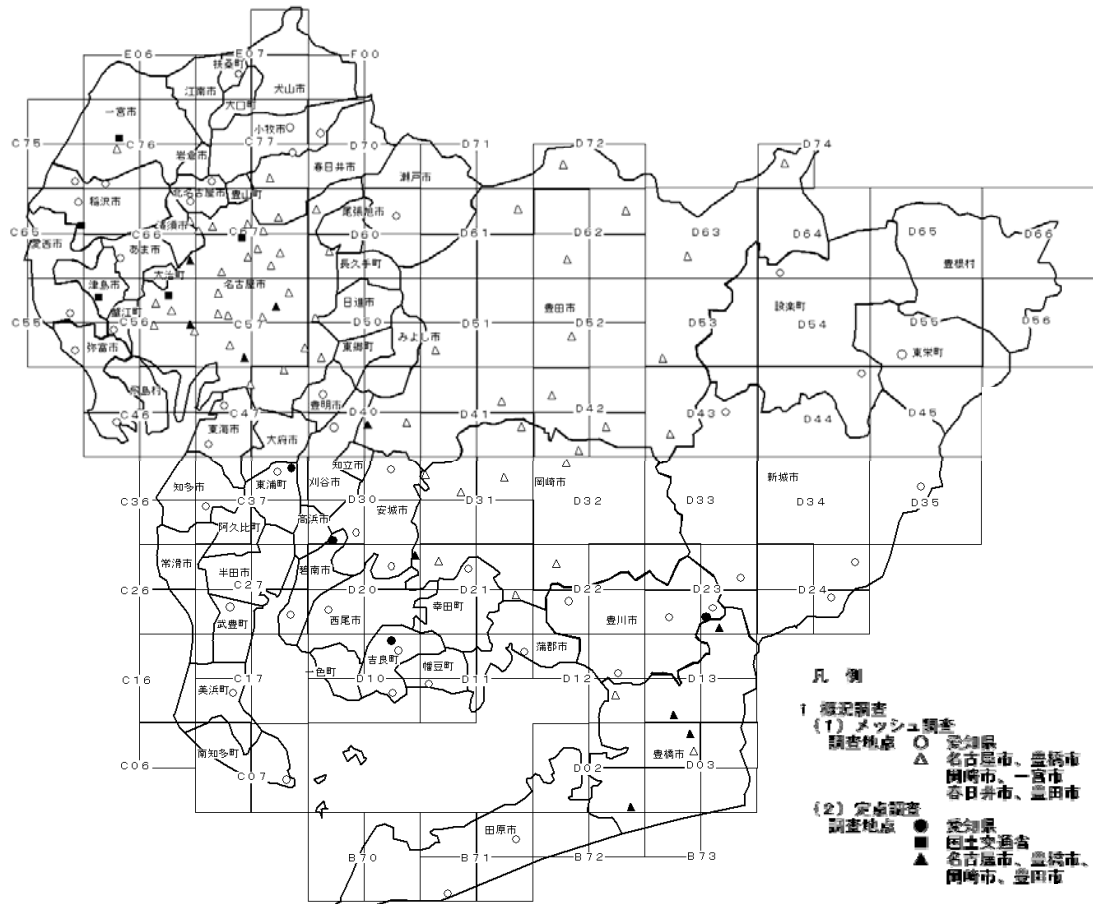 E06 E07 F00
扶桑町
江南市 犬山市
大口町
一宮市
小牧市
C75 C76 C77 D70 D71 D72 D74
岩倉市
春日井市
瀬戸市
北名古屋市 豊山町
稲沢市
尾張旭市
清須市
C65 C66 C67 D60 D61 D62 D63 D64 D65 D66
愛西市
あま市
長久手町
豊根村
大治町
津島市
名古屋市
日進市
豊田市
設楽町
蟹江町
C55 C56 C57 D50 D51 D52 D53 D54 D55 D56
みよし市
弥富市
東郷町
東栄町
飛島村
豊明市
C46 C47 D40 D41 D42 D43 D44 D45
東海市
大府市
知立市
知多市
東浦町
刈谷市
岡崎市
新城市
C36 C37 D30 D31 D32 D33 D34 D35
安城市
高浜市
阿久比町
常滑市
碧南市
半田市
C26 C27 D20 D21 D22 D23 D24
幸田町
西尾市
武豊町
豊川市
蒲郡市
吉良町
幡豆町
一色町
C16 C17 D10 D11 D12 D13
美浜町
南知多町
豊橋市
C06 C07 D02 D03
田原市
B70 B71 B72 B73
凡 例
1 概況調査
(1) メッシュ調査
調査地点 ○ 愛知県
△ 名古屋市、豊橋市
岡崎市、一宮市
春日井市、豊田市
(2) 定点調査
調査地点 ● 愛知県
■ 国土交通省
▲ 名古屋市、豊橋市、
岡崎市、豊田市